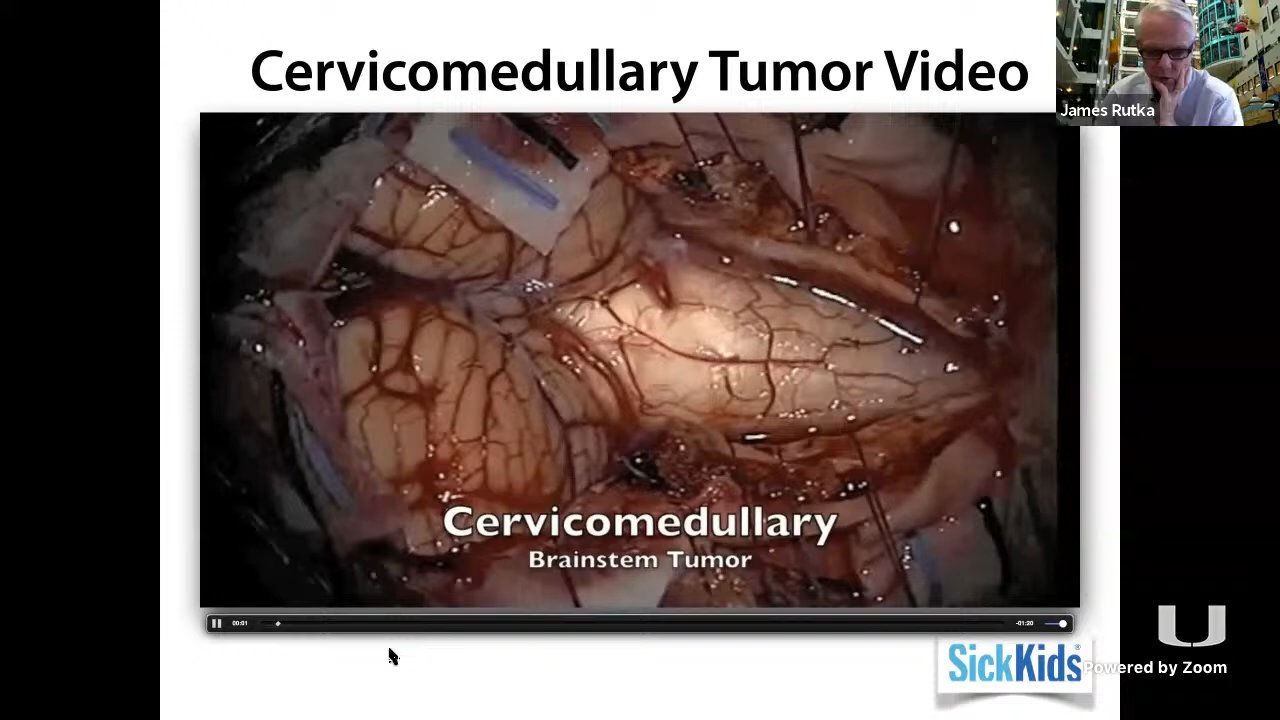 Cervicomedullary Tumor Video
James Rutka
Cervicomedullary
Brainstem Tumor
00:01
-01:20
SickKids®
U
Powered by Zoom